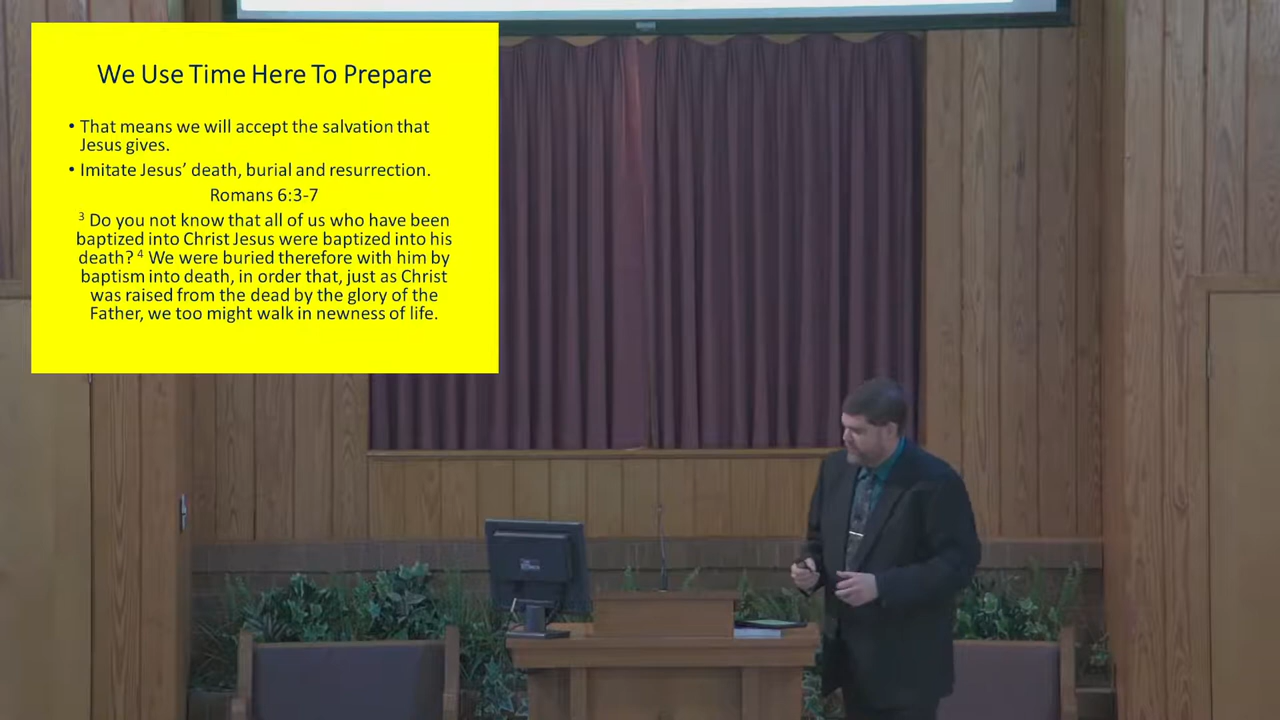 We Use Time Here To Prepare
• That means we will accept the salvation that
Jesus gives.
• Imitate Jesus’ death, burial and resurrection.
Romans 6:3-7
3 Do you not know that all of us who have been
baptized into Christ Jesus were baptized into his
death? 4 We were buried therefore with him by
baptism into death, in order that, just as Christ
was raised from the dead by the glory of the
Father, we too might walk in newness of life.